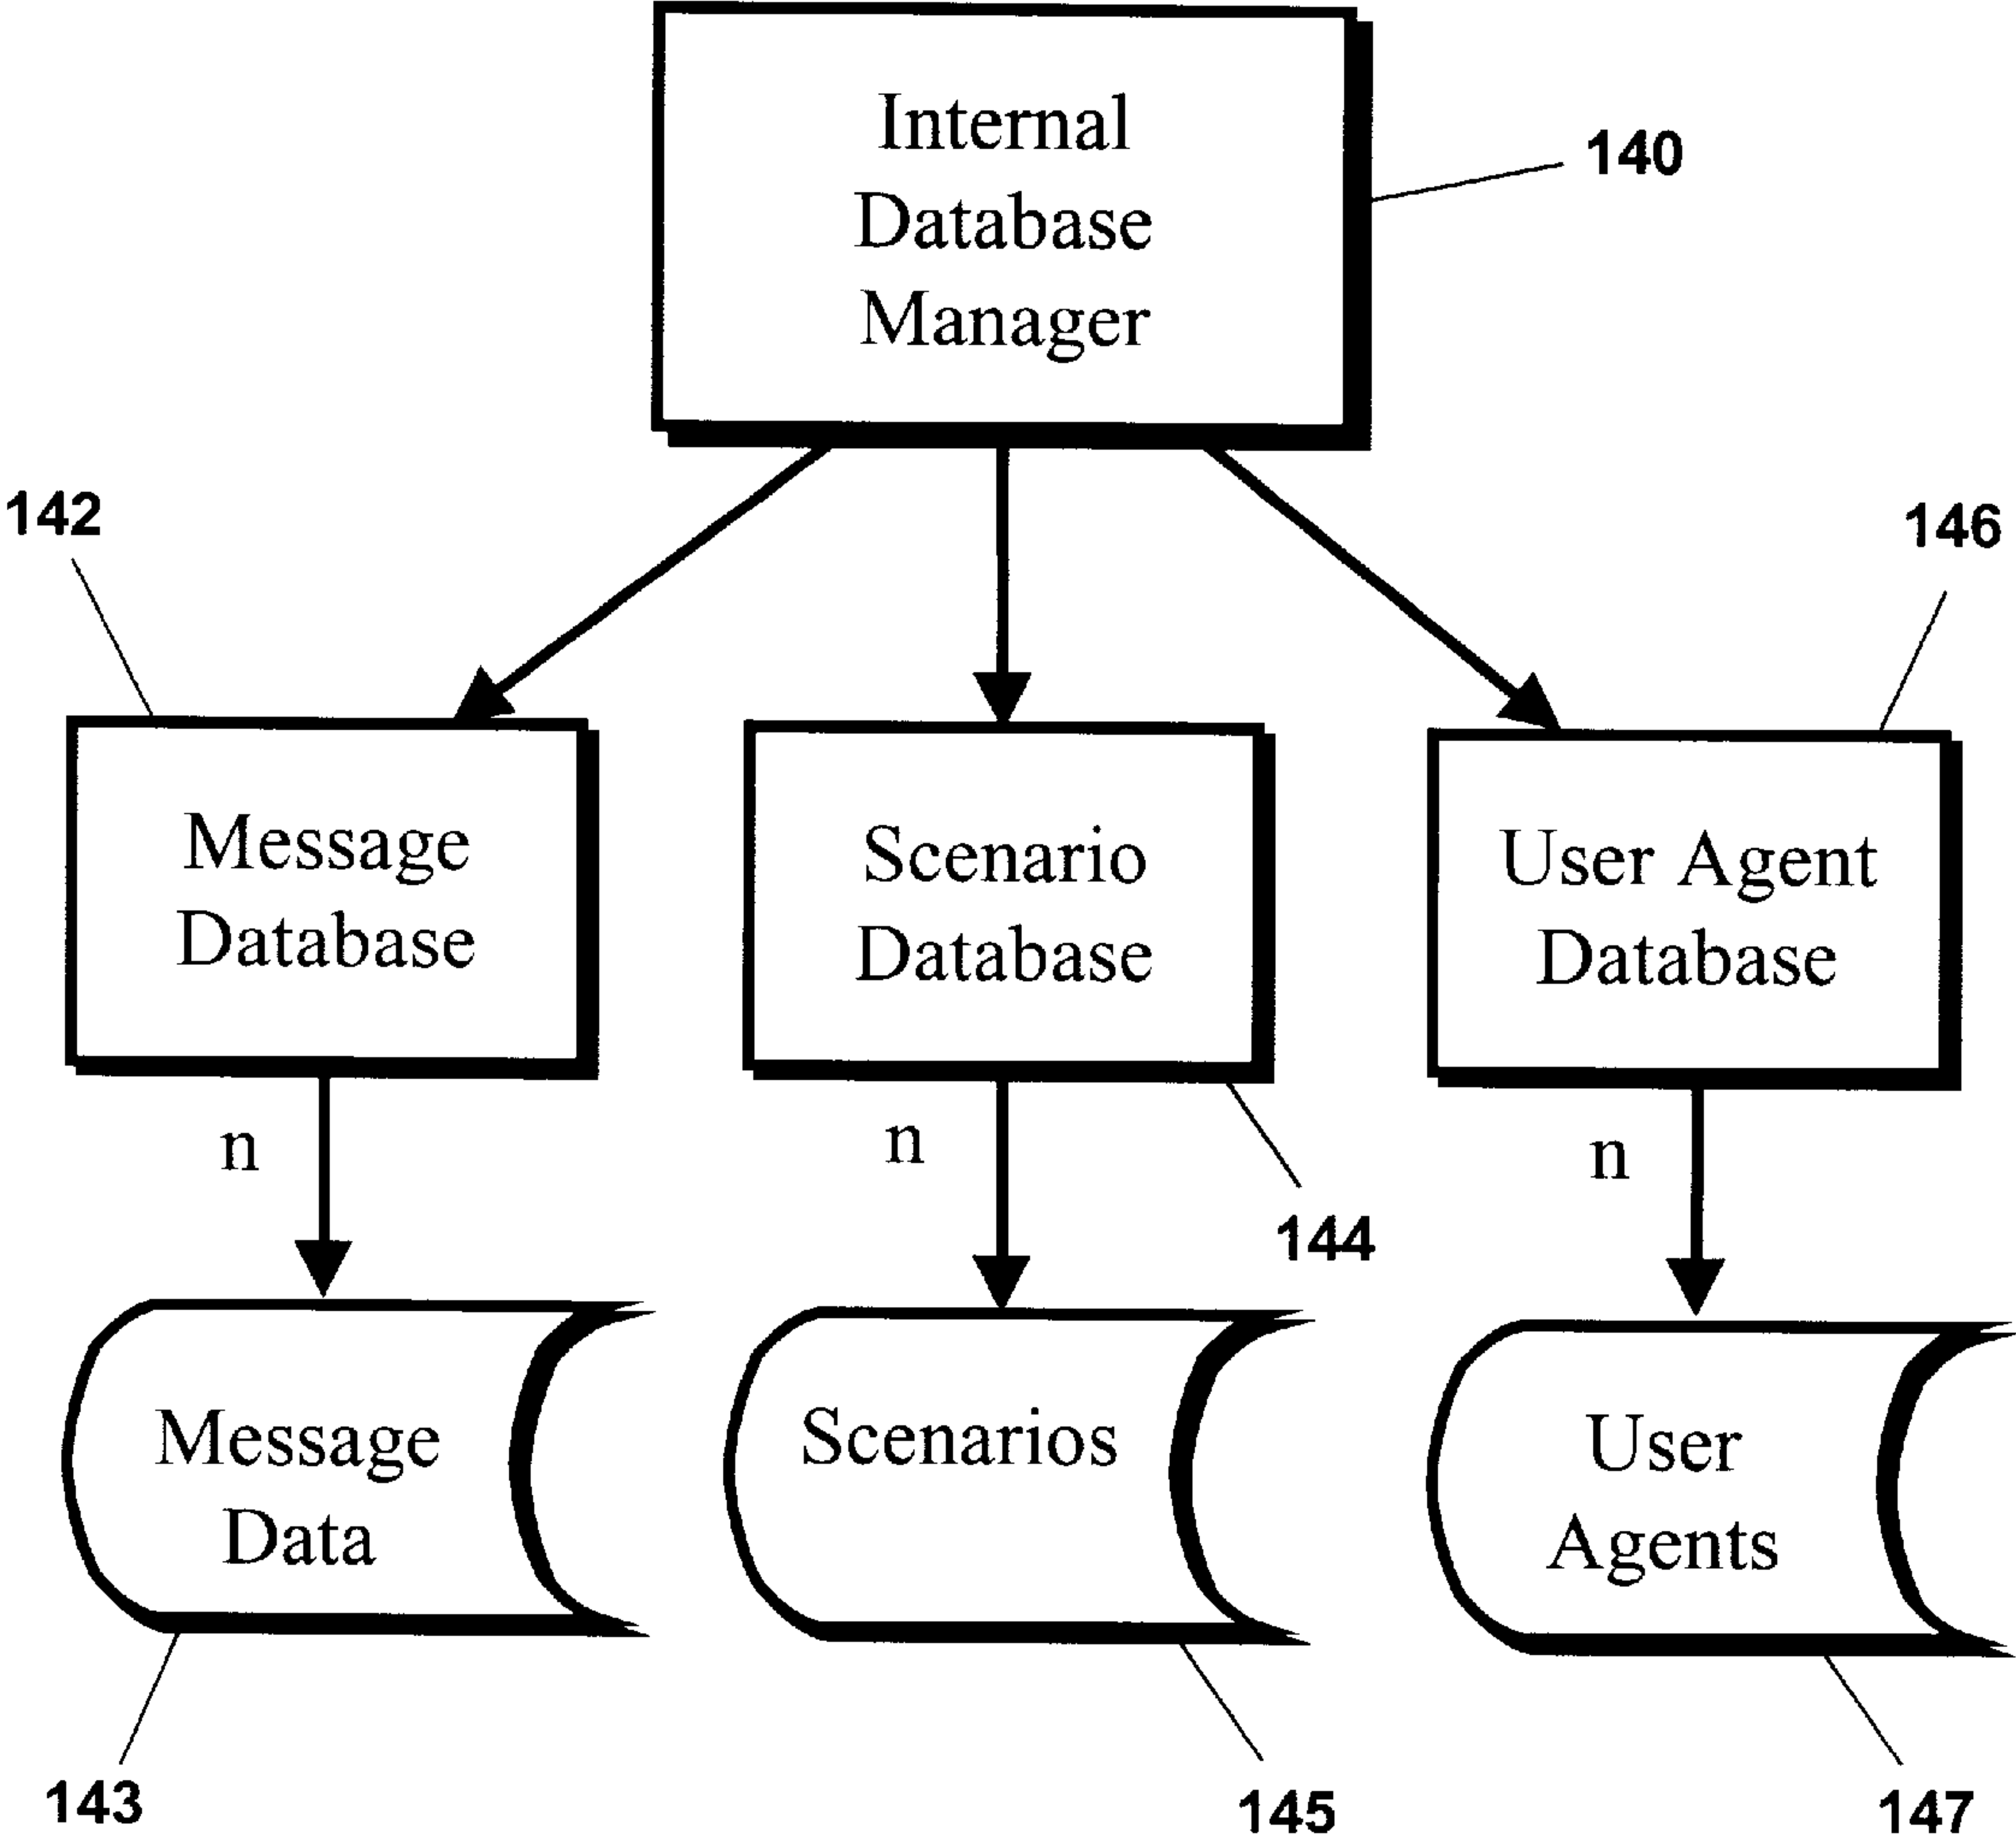 Internal
Database
Manager
140
142
146
Message
Database
Scenario
Database
User Agent
Database
n
n
n
144
Message
Data
Scenarios
User
Agents
143
145
147